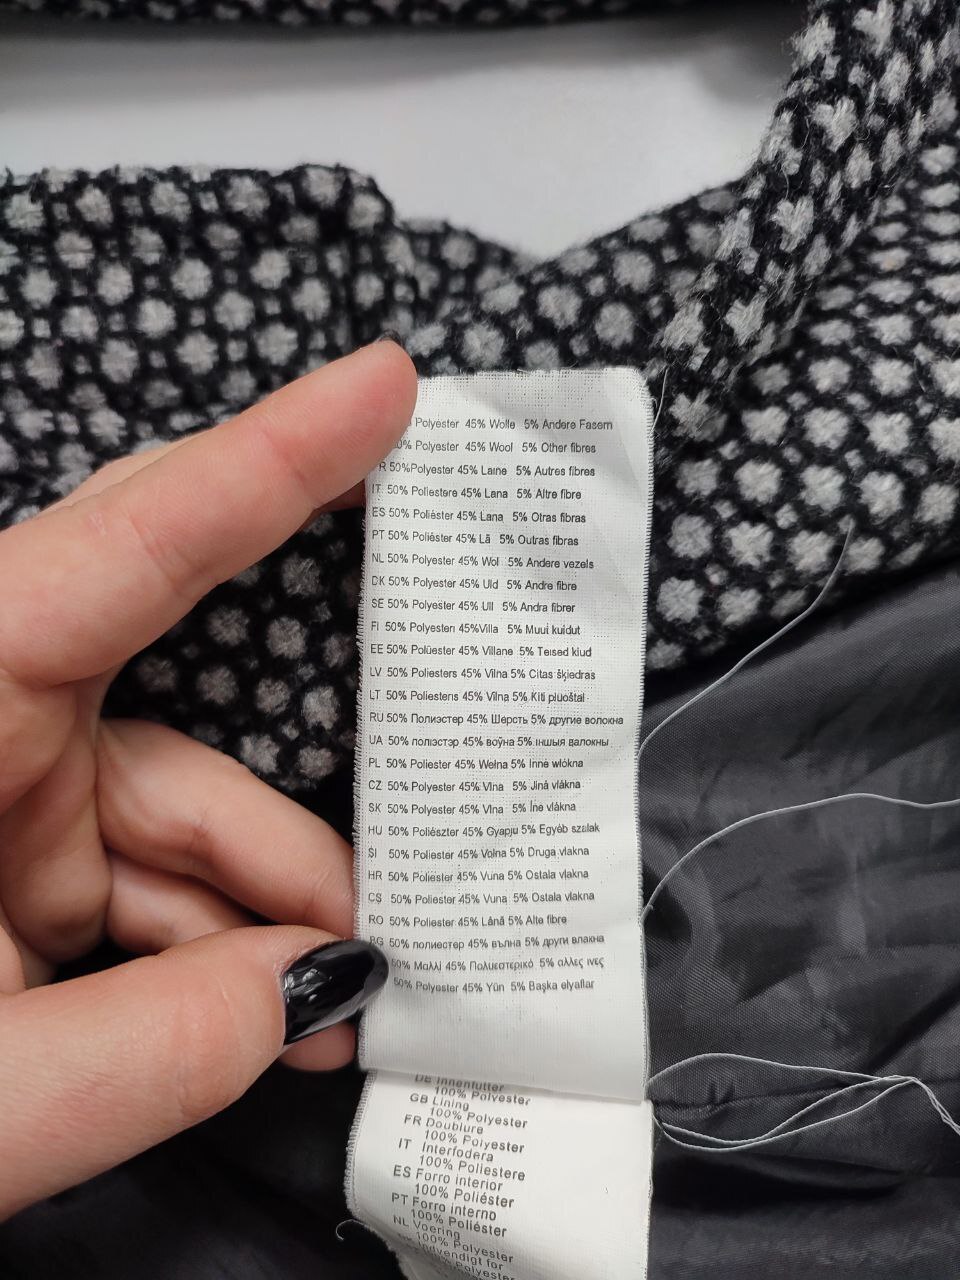 Polyester 45% Wolle 5% Andere Fasern
0% Polyester 45% Wool 5% Other fibres
R 50%Polyester 45% Laine 5% Autres fibres
IT 50% Poliestere 45% Lana 5% Altre fibre
ES 50% Poliéster 45% Lana 5% Otras fibras
PT 50% Poliéster 45% Lã 5% Outras fibras
NL 50% Polyester 45% Wol 5% Andere vezels
DK 50% Polyester 45% Uld 5% Andre fibre
SE 50% Polyester 45% Ull 5% Andra fibrer
FI 50% Polyesteri 45%Villa 5% Muui kuidut
EE 50% Polüester 45% Villane 5% Teised kiud
LV 50% Poliesters 45% Vilna 5% Citas šķiedras
LT 50% Poliesteris 45% Vilna 5% Kiti pluoštai
RU 50% Полиэстер 45% Шерсть 5% другие волокна
UA 50% поліэстэр 45% воўна 5% іншыя валокны
PL 50% Poliester 45% Wełna 5% Inne włókna
CZ 50% Polyester 45% Vlna 5% Jiná vlákna
SK 50% Polyester 45% Vlna 5% Íne vlákna
HU 50% Poliészter 45% Gyapju 5% Egyéb szalak
SI 50% Poliester 45% Volna 5% Druga vlakna
HR 50% Poliester 45% Vuna 5% Ostala vlakna
CS 50% Poliester 45% Vuna 5% Ostala vlakna
RO 50% Poliester 45% Lână 5% Alte fibre
BG 50% полиестер 45% вълна 5% други влакна
50% Μαλλί 45% Πολυεστερικό 5% αλλες ινες
50% Polyester 45% Yün 5% Başka elyaflar
DE Innenfutter
100% Polyester
GB Lining
100% Polyester
FR Doublure
100% Polyester
IT Interfodera
100% Poliestere
ES Forro interior
100% Poliéster
PT Forro interno
100% Poliéster
NL Voering
100% Polyester
Indvendigt for
Polyester